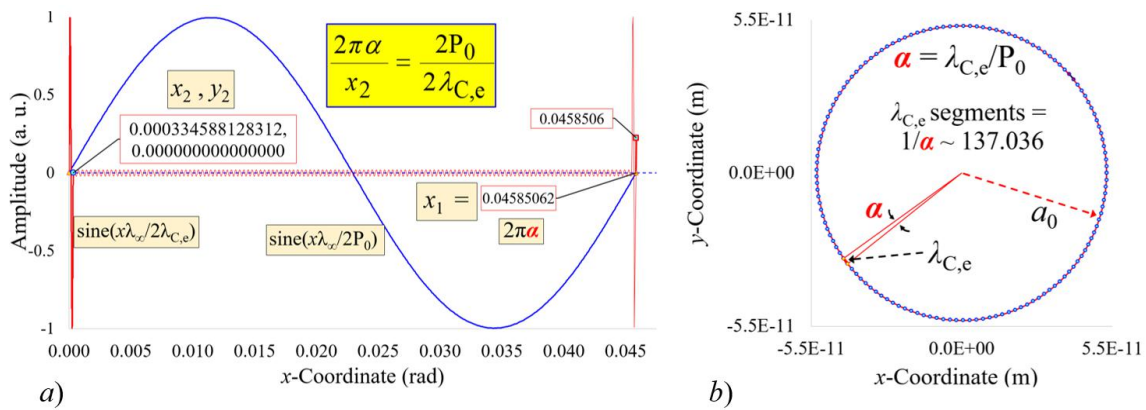 a)
Amplitude (a. u.)
1
0.5
0
-0.5
-1
2πα/x₂ = 2P₀/2λC,e
x₂ , y₂
0.000334588128312,
0.000000000000000
0.0458506
x₁ = 0.04585062
2πα
sine(xλ∞/2λC,e)
sine(xλ∞/2P₀)
0.000 0.005 0.010 0.015 0.020 0.025 0.030 0.035 0.040 0.045
x-Coordinate (rad)
b)
y-Coordinate (m)
5.5E-11
0.0E+00
-5.5E-11
α = λC,e/P₀
λC,e segments =
1/α ~ 137.036
α
a₀
λC,e
-5.5E-11 0.0E+00 5.5E-11
x-Coordinate (m)